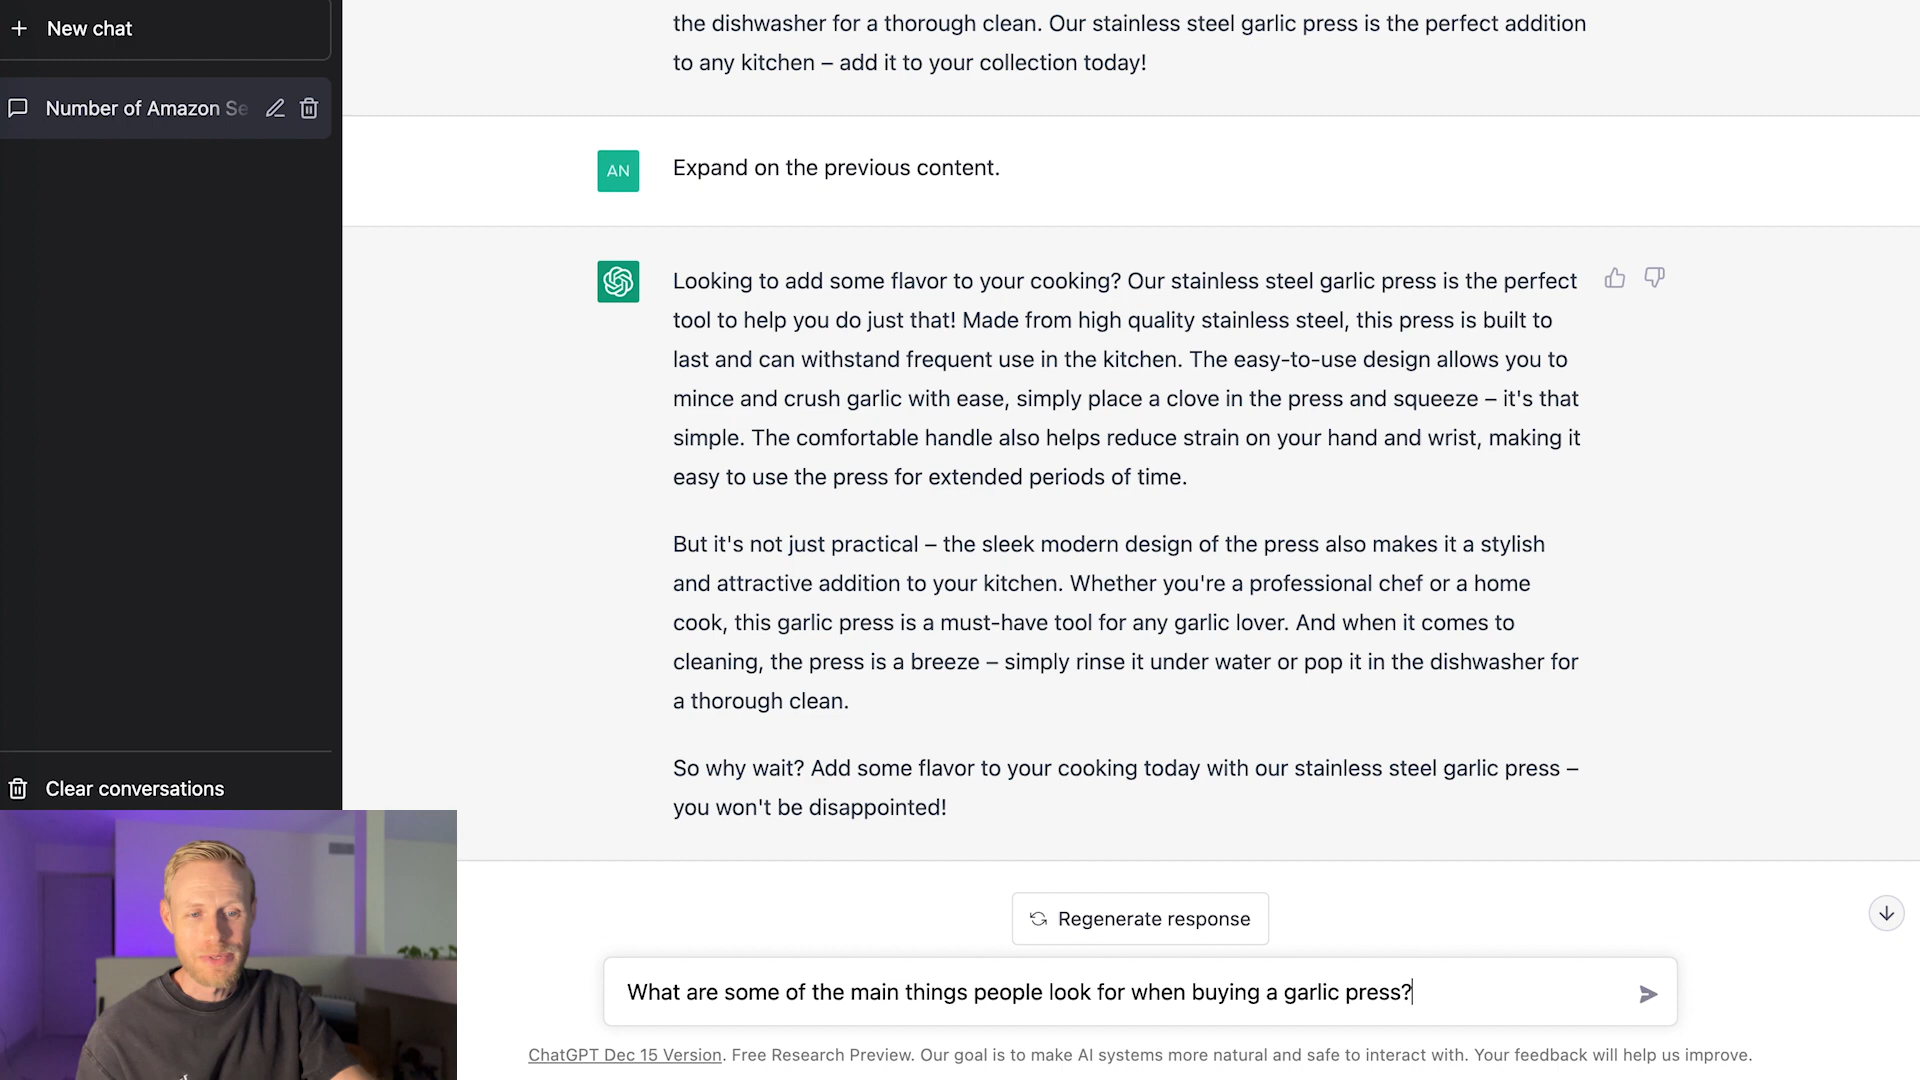 New chat
Number of Amazon Se
Clear conversations
the dishwasher for a thorough clean. Our stainless steel garlic press is the perfect addition
to any kitchen – add it to your collection today!
AN
Expand on the previous content.
Looking to add some flavor to your cooking? Our stainless steel garlic press is the perfect
tool to help you do just that! Made from high quality stainless steel, this press is built to
last and can withstand frequent use in the kitchen. The easy-to-use design allows you to
mince and crush garlic with ease, simply place a clove in the press and squeeze – it's that
simple. The comfortable handle also helps reduce strain on your hand and wrist, making it
easy to use the press for extended periods of time.
But it's not just practical – the sleek modern design of the press also makes it a stylish
and attractive addition to your kitchen. Whether you're a professional chef or a home
cook, this garlic press is a must-have tool for any garlic lover. And when it comes to
cleaning, the press is a breeze – simply rinse it under water or pop it in the dishwasher for
a thorough clean.
So why wait? Add some flavor to your cooking today with our stainless steel garlic press –
you won't be disappointed!
Regenerate response
What are some of the main things people look for when buying a garlic press?
ChatGPT Dec 15 Version. Free Research Preview. Our goal is to make AI systems more natural and safe to interact with. Your feedback will help us improve.